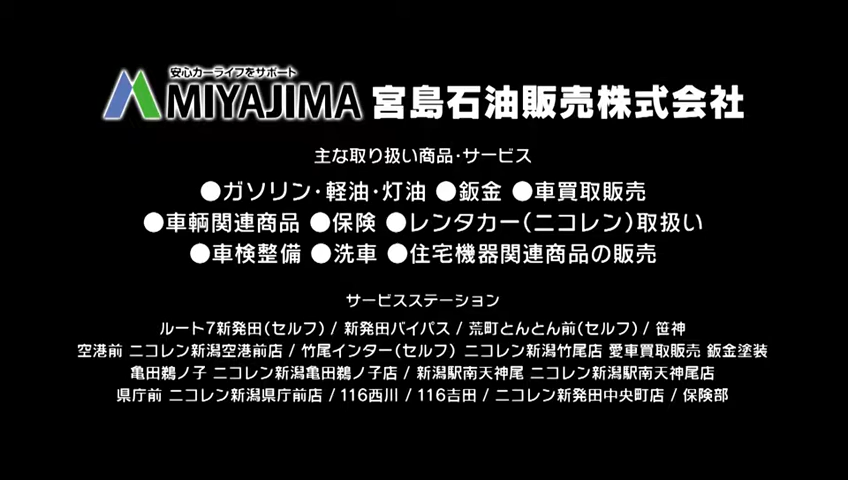 安心カーライフをサポート
MIYAJIMA 宮島石油販売株式会社
主な取り扱い商品・サービス
●ガソリン・軽油・灯油 ●鈑金 ●車買取販売
●車輌関連商品 ●保険 ●レンタカー(ニコレン)取扱い
●車検整備 ●洗車 ●住宅機器関連商品の販売
サービスステーション
ルート7新発田(セルフ) / 新発田バイパス / 荒町とんとん前(セルフ) / 笹神
空港前 ニコレン新潟空港前店 / 竹尾インター(セルフ) ニコレン新潟竹尾店 愛車買取販売 鈑金塗装
亀田鵜ノ子 ニコレン新潟亀田鵜ノ子店 / 新潟駅南天神尾 ニコレン新潟駅南天神尾店
県庁前 ニコレン新潟県庁前店 / 116西川 / 116吉田 / ニコレン新発田中央町店 / 保険部